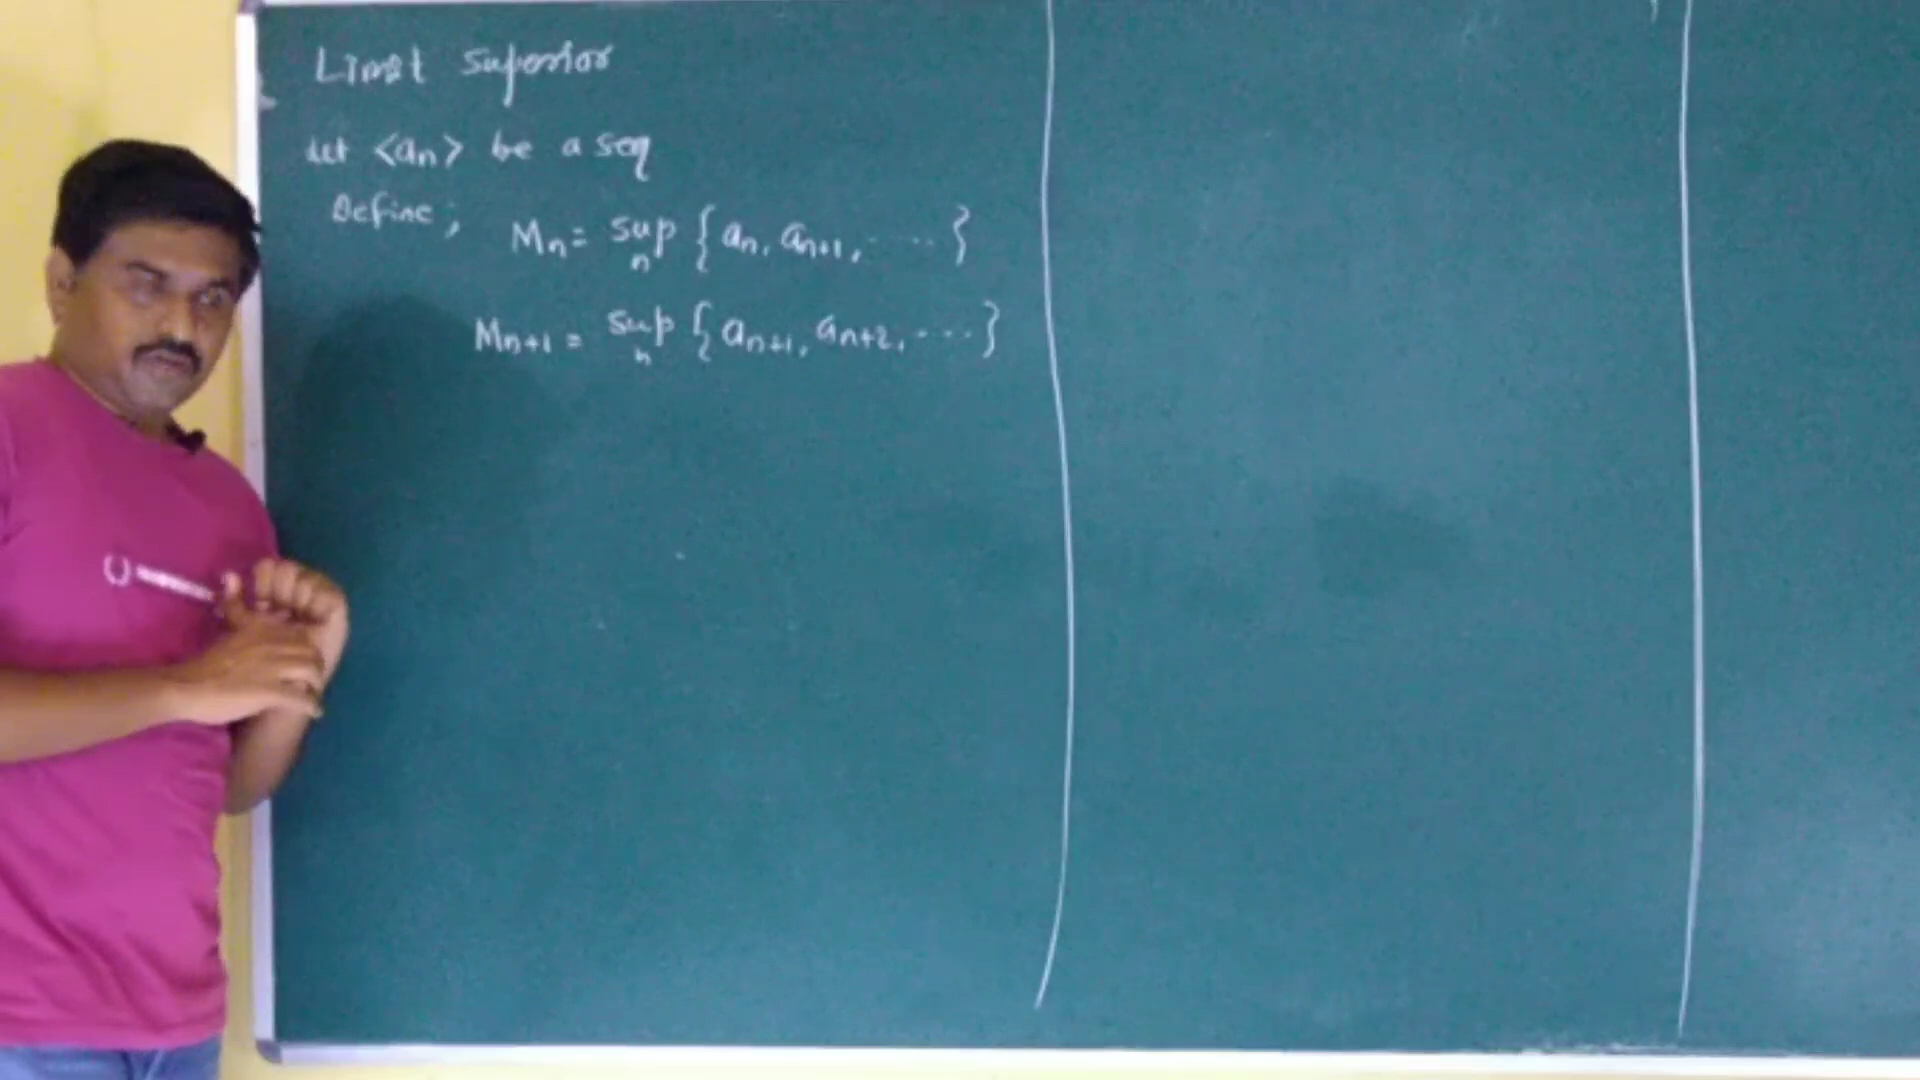 Limit Superior
Let <an> be a seq
Define; Mn = sup n { an, an+1, ..... }
Mn+1 = sup n { an+1, an+2, .... }